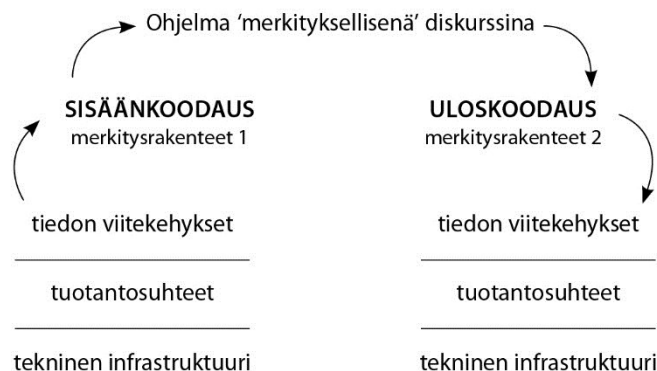 Ohjelma ‘merkityksellisenä’ diskurssina
SISÄÄNKOODAUS
merkitysrakenteet 1
tiedon viitekehykset
tuotantosuhteet
tekninen infrastruktuuri
ULOSKOODAUS
merkitysrakenteet 2
tiedon viitekehykset
tuotantosuhteet
tekninen infrastruktuuri